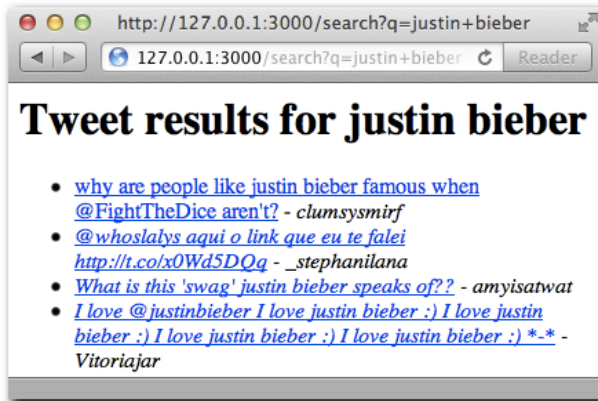 http://127.0.0.1:3000/search?q=justin+bieber
127.0.0.1:3000/search?q=justin+bieber Reader
Tweet results for justin bieber
• why are people like justin bieber famous when
@FightTheDice aren't? - clumsysmirf
• @whoslalys aqui o link que eu te falei
http://t.co/x0Wd5DQq - _stephanilana
• What is this 'swag' justin bieber speaks of?? - amyisatwat
• I love @justinbieber I love justin bieber :) I love justin
bieber :) I love justin bieber :) I love justin bieber :) *-* -
Vitoriajar